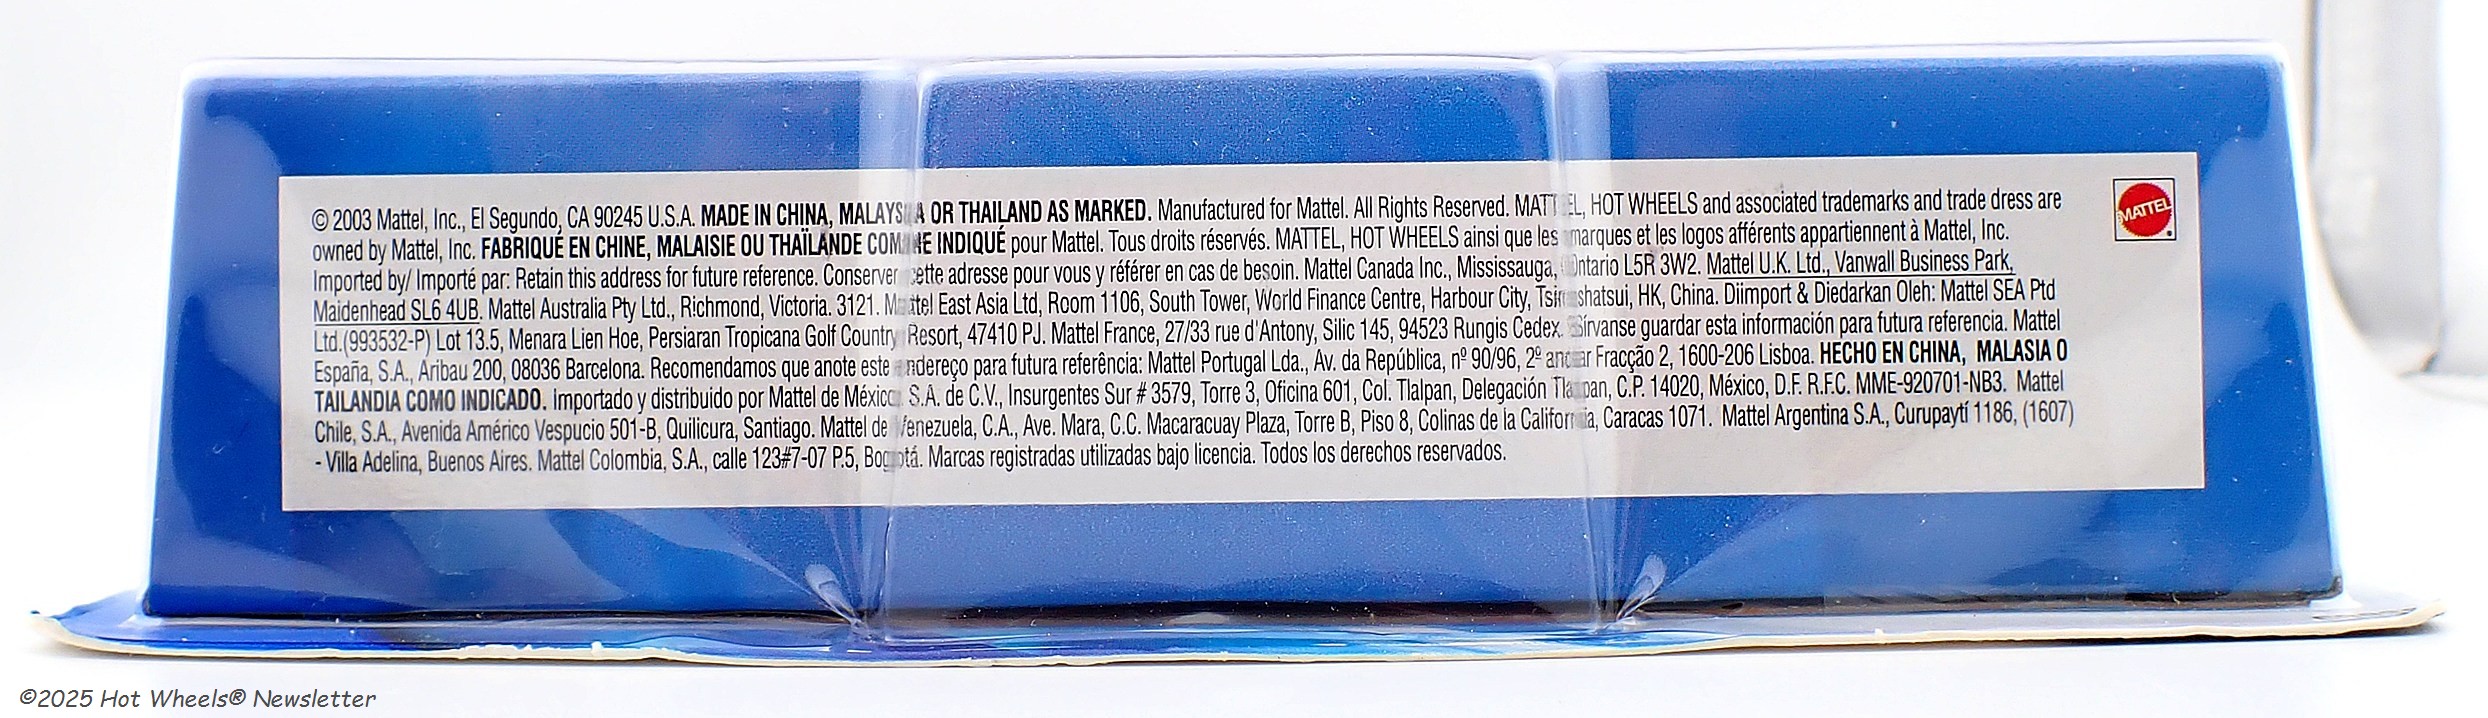 © 2003 Mattel, Inc., El Segundo, CA 90245 U.S.A. MADE IN CHINA, MALAYSIA OR THAILAND AS MARKED. Manufactured for Mattel. All Rights Reserved. MATTEL, HOT WHEELS and associated trademarks and trade dress are
owned by Mattel, Inc. FABRIQUÉ EN CHINE, MALAISIE OU THAÏLANDE COMME INDIQUÉ pour Mattel. Tous droits réservés. MATTEL, HOT WHEELS ainsi que les marques et les logos afférents appartiennent à Mattel, Inc.
Imported by/ Importé par: Retain this address for future reference. Conserver cette adresse pour vous y référer en cas de besoin. Mattel Canada Inc., Mississauga, Ontario L5R 3W2. Mattel U.K. Ltd., Vanwall Business Park,
Maidenhead SL6 4UB. Mattel Australia Pty Ltd., Richmond, Victoria. 3121. Mattel East Asia Ltd, Room 1106, South Tower, World Finance Centre, Harbour City, Tsimshatsui, HK, China. Diimport & Diedarkan Oleh: Mattel SEA Ptd
Ltd.(993532-P) Lot 13.5, Menara Lien Hoe, Persiaran Tropicana Golf Country Resort, 47410 PJ. Mattel France, 27/33 rue d'Antony, Silic 145, 94523 Rungis Cedex. Sírvanse guardar esta información para futura referencia. Mattel
España, S.A., Aribau 200, 08036 Barcelona. Recomendamos que anote este endereço para futura referência: Mattel Portugal Lda., Av. da República, nº 90/96, 2º andar Fracção 2, 1600-206 Lisboa. HECHO EN CHINA, MALASIA O
TAILANDIA COMO INDICADO. Importado y distribuido por Mattel de México, S.A. de C.V., Insurgentes Sur # 3579, Torre 3, Oficina 601, Col. Tlalpan, Delegación Tlalpan, C.P. 14020, México, D.F. R.F.C. MME-920701-NB3. Mattel
Chile, S.A., Avenida Américo Vespucio 501-B, Quilicura, Santiago. Mattel de Venezuela, C.A., Ave. Mara, C.C. Macaracuay Plaza, Torre B, Piso 8, Colinas de la California, Caracas 1071. Mattel Argentina S.A., Curupaytí 1186, (1607)
- Villa Adelina, Buenos Aires. Mattel Colombia, S.A., calle 123#7-07 P.5, Bogotá. Marcas registradas utilizadas bajo licencia. Todos los derechos reservados.
MATTEL
©2025 Hot Wheels® Newsletter